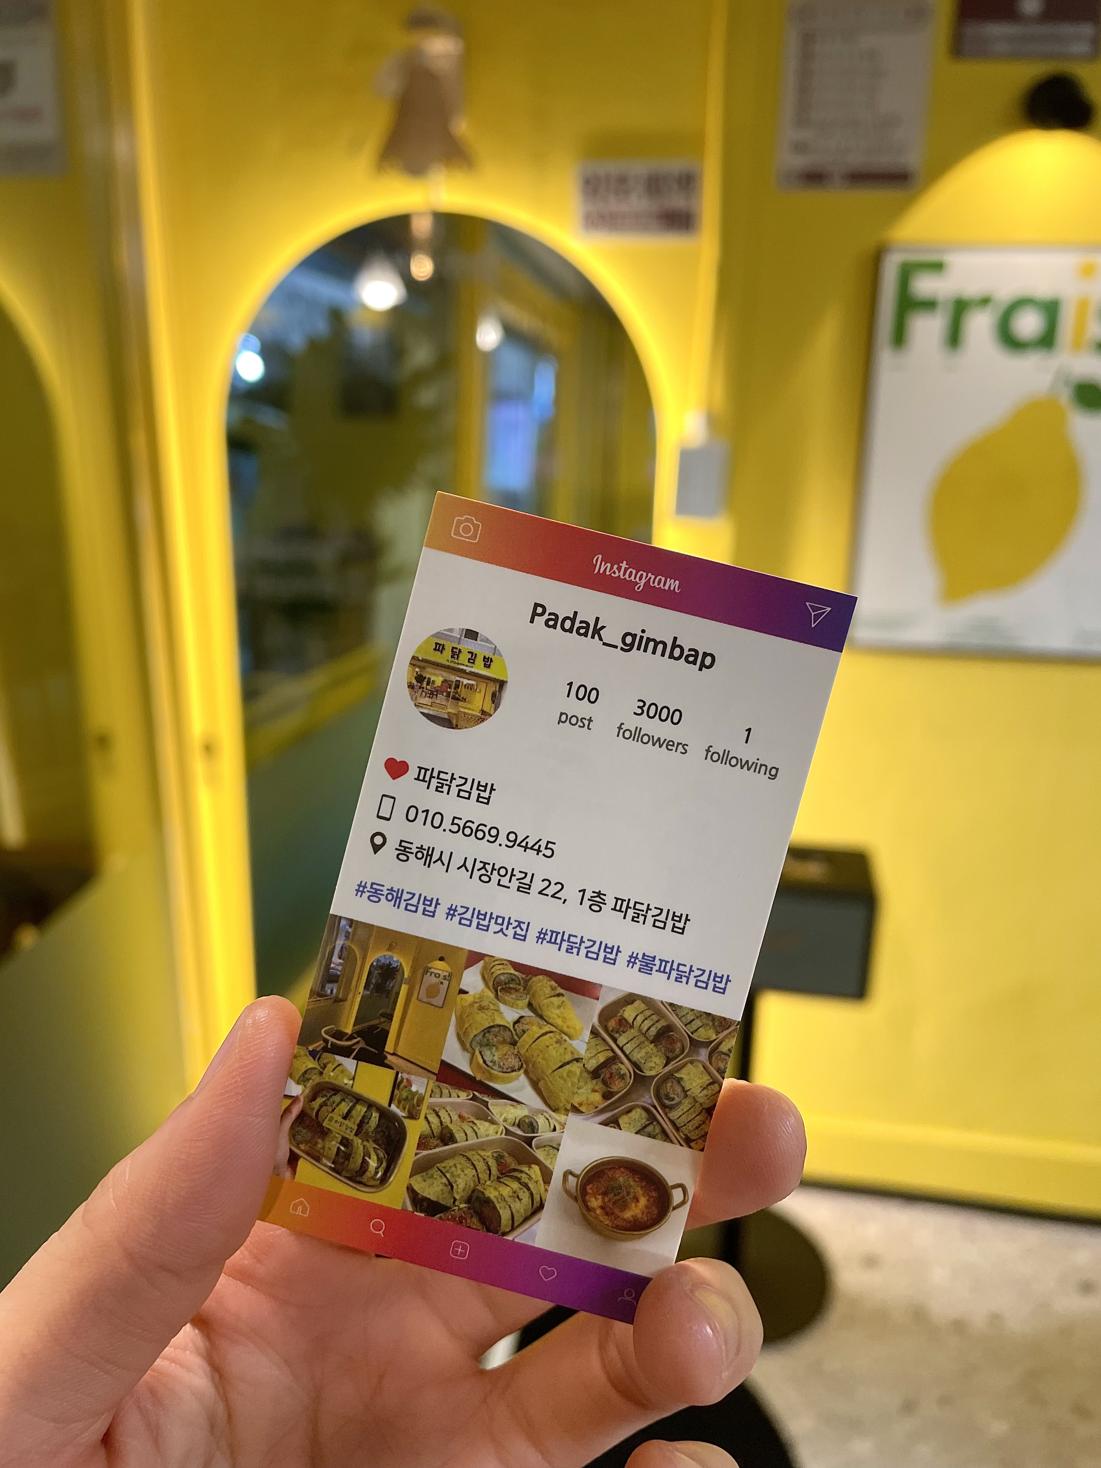 Frais
Instagram
Padak_gimbap
파닭김밥
100 3000 1
post followers following
파닭김밥
010.5669.9445
동해시 시장안길 22, 1층 파닭김밥
#동해김밥 #김밥맛집 #파닭김밥 #불파닭김밥